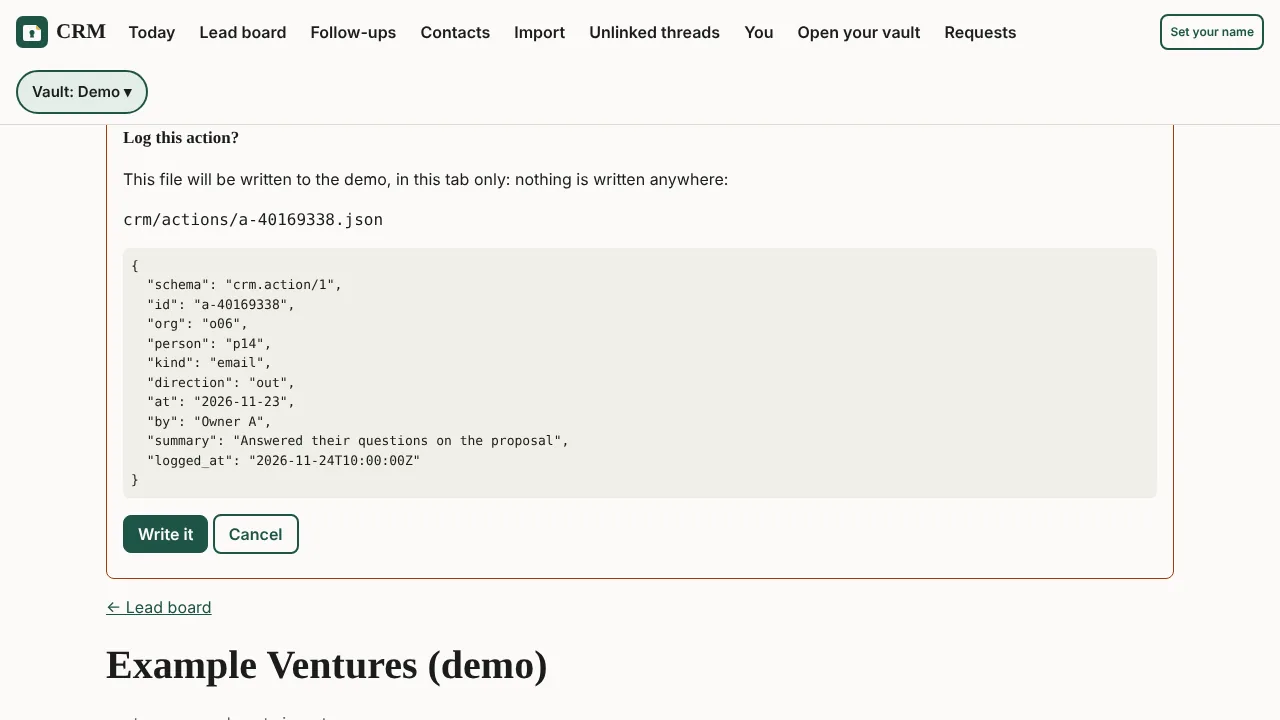 CRM
Today
Lead board
Follow-ups
Contacts
Import
Unlinked threads
You
Open your vault
Requests
Set your name
Vault: Demo ▾
Log this action?
This file will be written to the demo, in this tab only: nothing is written anywhere:
crm/actions/a-40169338.json
{
  "schema": "crm.action/1",
  "id": "a-40169338",
  "org": "o06",
  "person": "p14",
  "kind": "email",
  "direction": "out",
  "at": "2026-11-23",
  "by": "Owner A",
  "summary": "Answered their questions on the proposal",
  "logged_at": "2026-11-24T10:00:00Z"
}
Write it
Cancel
← Lead board
Example Ventures (demo)